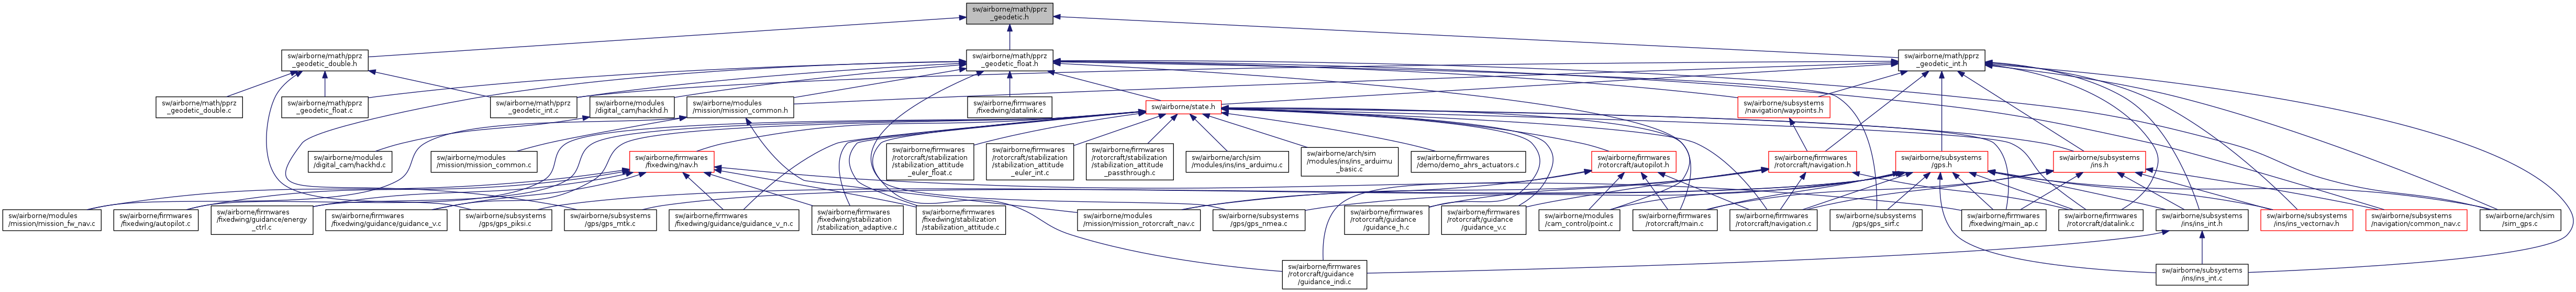 sw/airborne/math/pprz
_geodetic.h
sw/airborne/math/pprz
_geodetic_double.h
sw/airborne/math/pprz
_geodetic_float.h
sw/airborne/math/pprz
_geodetic_int.h
sw/airborne/math/pprz
_geodetic_double.c
sw/airborne/math/pprz
_geodetic_float.c
sw/airborne/math/pprz
_geodetic_int.c
sw/airborne/modules
/digital_cam/hackhd.h
sw/airborne/modules
/mission/mission_common.h
sw/airborne/firmwares
/fixedwing/datalink.c
sw/airborne/state.h
sw/airborne/subsystems
/navigation/waypoints.h
sw/airborne/modules
/digital_cam/hackhd.c
sw/airborne/modules
/mission/mission_common.c
sw/airborne/firmwares
/fixedwing/nav.h
sw/airborne/firmwares
/rotorcraft/stabilization
/stabilization_attitude
_euler_float.c
sw/airborne/firmwares
/rotorcraft/stabilization
/stabilization_attitude
_euler_int.c
sw/airborne/firmwares
/rotorcraft/stabilization
/stabilization_attitude
_passthrough.c
sw/airborne/arch/sim
/modules/ins/ins_arduimu.c
sw/airborne/arch/sim
/modules/ins/ins_arduimu
_basic.c
sw/airborne/firmwares
/demo/demo_ahrs_actuators.c
sw/airborne/firmwares
/rotorcraft/autopilot.h
sw/airborne/firmwares
/rotorcraft/navigation.h
sw/airborne/subsystems
/gps.h
sw/airborne/subsystems
/ins.h
sw/airborne/modules
/mission/mission_fw_nav.c
sw/airborne/firmwares
/fixedwing/autopilot.c
sw/airborne/firmwares
/fixedwing/guidance/energy
_ctrl.c
sw/airborne/firmwares
/fixedwing/guidance/guidance_v.c
sw/airborne/subsystems
/gps/gps_piksi.c
sw/airborne/subsystems
/gps/gps_mtk.c
sw/airborne/firmwares
/fixedwing/guidance/guidance_v_n.c
sw/airborne/firmwares
/fixedwing/stabilization
/stabilization_adaptive.c
sw/airborne/firmwares
/fixedwing/stabilization
/stabilization_attitude.c
sw/airborne/modules
/mission/mission_rotorcraft_nav.c
sw/airborne/subsystems
/gps/gps_nmea.c
sw/airborne/firmwares
/rotorcraft/guidance
/guidance_h.c
sw/airborne/firmwares
/rotorcraft/guidance
/guidance_v.c
sw/airborne/modules
/cam_control/point.c
sw/airborne/firmwares
/rotorcraft/main.c
sw/airborne/firmwares
/rotorcraft/navigation.c
sw/airborne/subsystems
/gps/gps_sirf.c
sw/airborne/firmwares
/fixedwing/main_ap.c
sw/airborne/firmwares
/rotorcraft/datalink.c
sw/airborne/subsystems
/ins/ins_int.h
sw/airborne/subsystems
/ins/ins_vectornav.h
sw/airborne/subsystems
/navigation/common_nav.c
sw/airborne/arch/sim
/sim_gps.c
sw/airborne/firmwares
/rotorcraft/guidance
/guidance_indi.c
sw/airborne/subsystems
/ins/ins_int.c